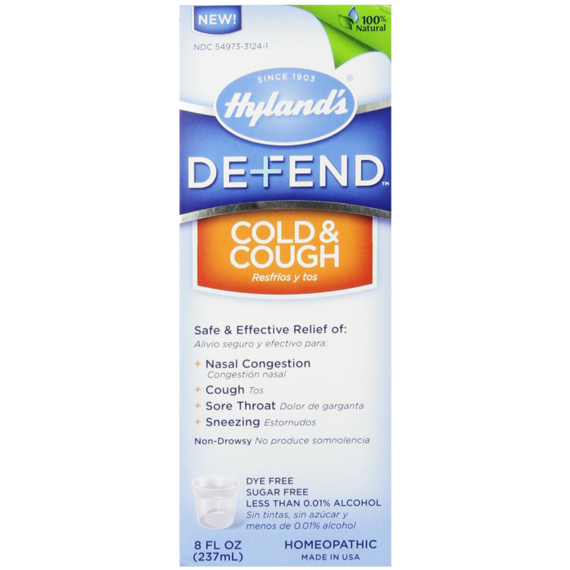 NEW!
100%
Natural
NDC 54973-3124-1
SINCE 1903
Hyland's®
DEFEND™
COLD &
COUGH
Resfríos y tos
Safe & Effective Relief of:
Alivio seguro y efectivo para:
+ Nasal Congestion
Congestión nasal
+ Cough Tos
+ Sore Throat Dolor de garganta
+ Sneezing Estornudos
Non-Drowsy No produce somnolencia
DYE FREE
SUGAR FREE
LESS THAN 0.01% ALCOHOL
Sin tintas, sin azúcar y
menos de 0.01% alcohol
8 FL OZ
(237mL)
HOMEOPATHIC
MADE IN USA